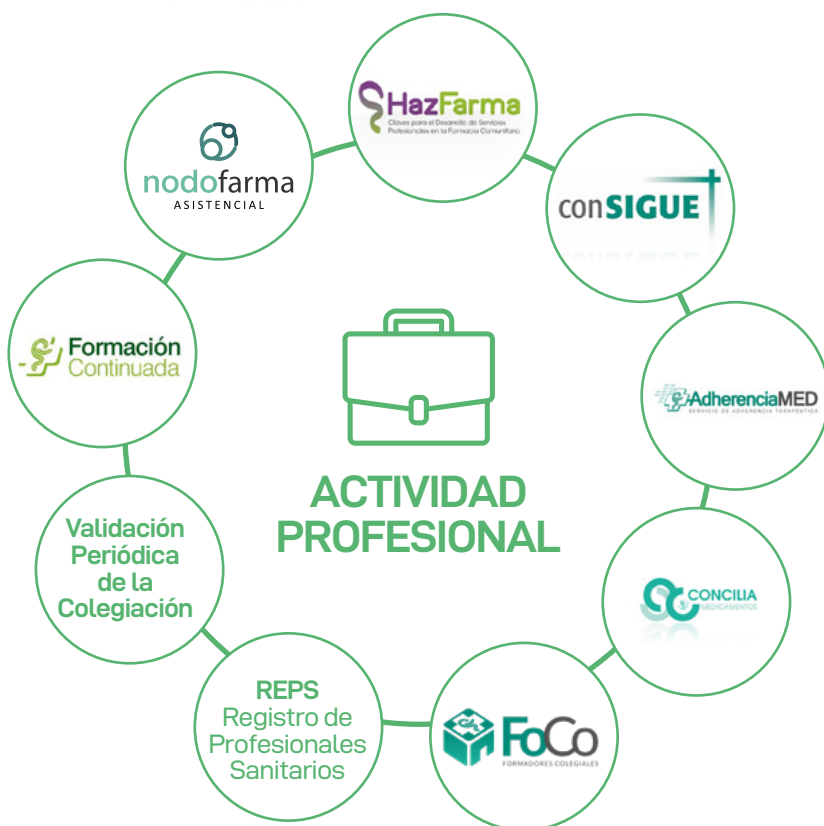 HazFarma
Claves para el Desarrollo de Servicios
Profesionales en la Farmacia Comunitaria
conSIGUE
AdherenciaMED
SERVICIO DE ADHERENCIA TERAPÉUTICA
CONCILIA
MEDICAMENTOS
FoCo
FORMADORES COLEGIALES
REPS
Registro de
Profesionales
Sanitarios
Validación
Periódica
de la
Colegiación
Formación
Continuada
nodofarma
ASISTENCIAL
ACTIVIDAD
PROFESIONAL